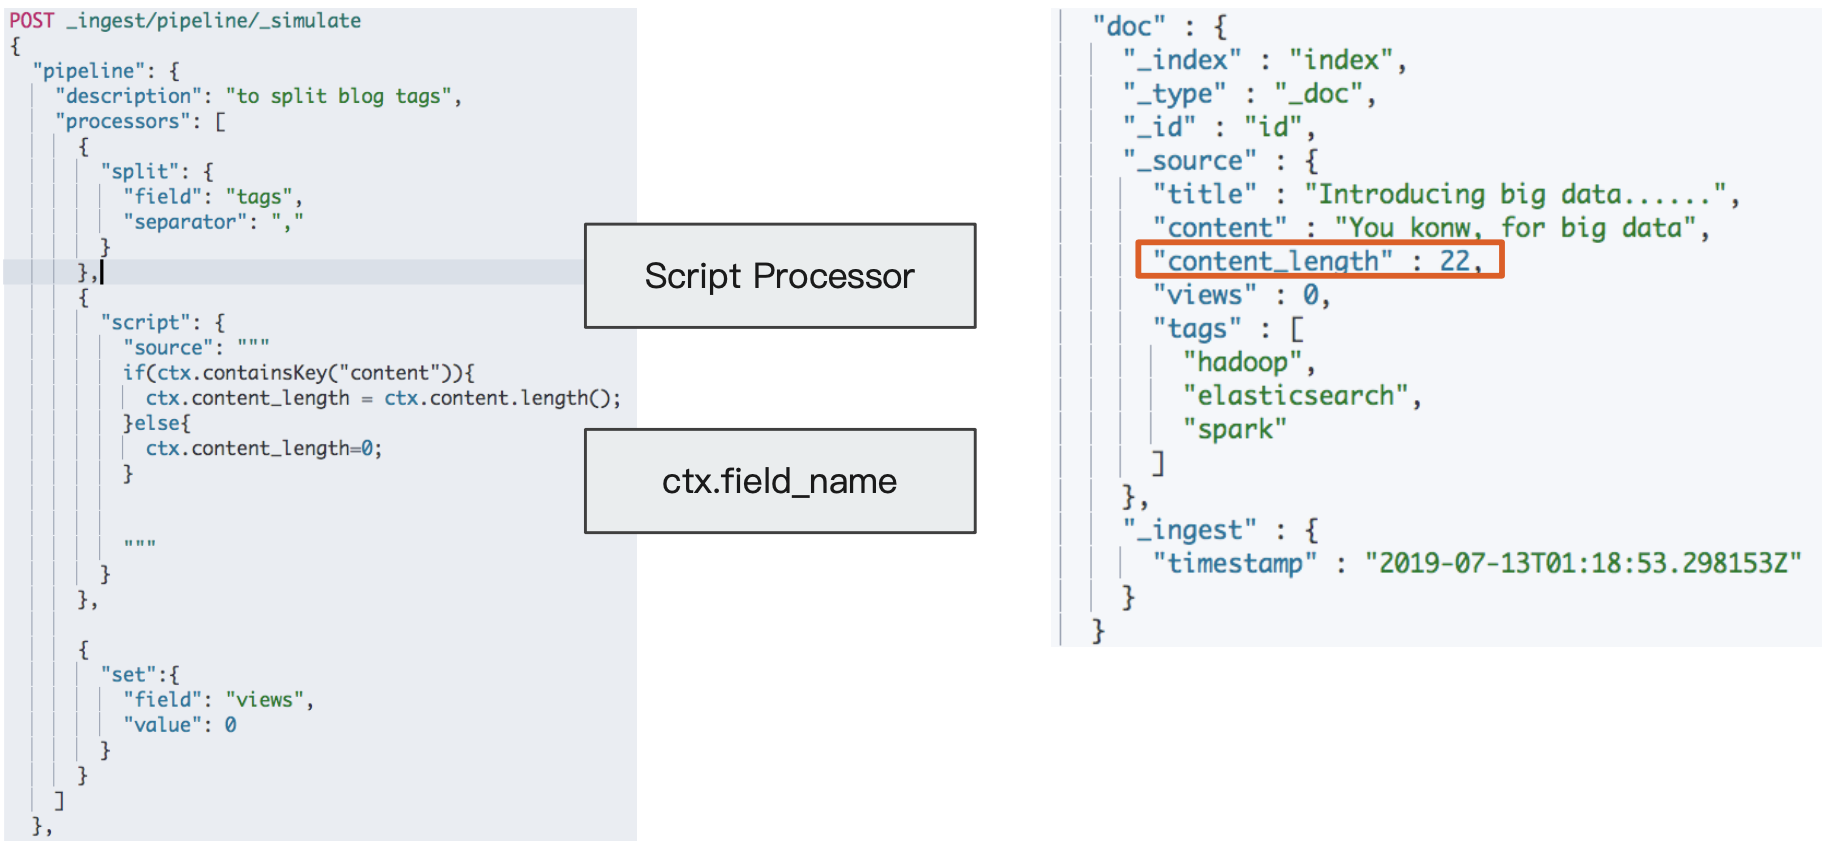 POST _ingest/pipeline/_simulate
{
"pipeline": {
"description": "to split blog tags",
"processors": [
{
"split": {
"field": "tags",
"separator": ","
}
},
{
"script": {
"source": """
if(ctx.containsKey("content")){
ctx.content_length = ctx.content.length();
}else{
ctx.content_length=0;
}
"""
}
},
{
"set":{
"field": "views",
"value": 0
}
}
]
},
Script Processor
ctx.field_name
"doc" : {
"_index" : "index",
"_type" : "_doc",
"_id" : "id",
"_source" : {
"title" : "Introducing big data......",
"content" : "You konw, for big data",
"content_length" : 22,
"views" : 0,
"tags" : [
"hadoop",
"elasticsearch",
"spark"
]
},
"_ingest" : {
"timestamp" : "2019-07-13T01:18:53.298153Z"
}
}